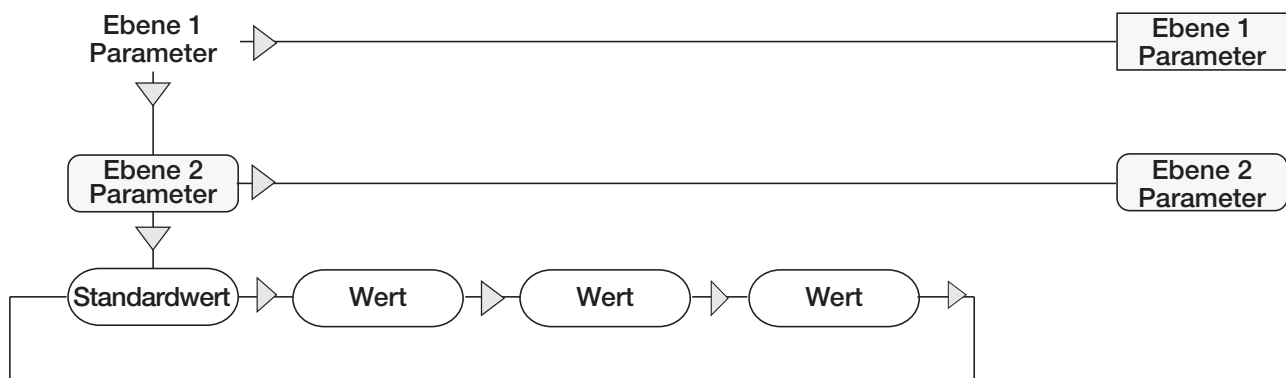 Ebene 1
Parameter
Ebene 1
Parameter
Ebene 2
Parameter
Ebene 2
Parameter
Standardwert
Wert
Wert
Wert